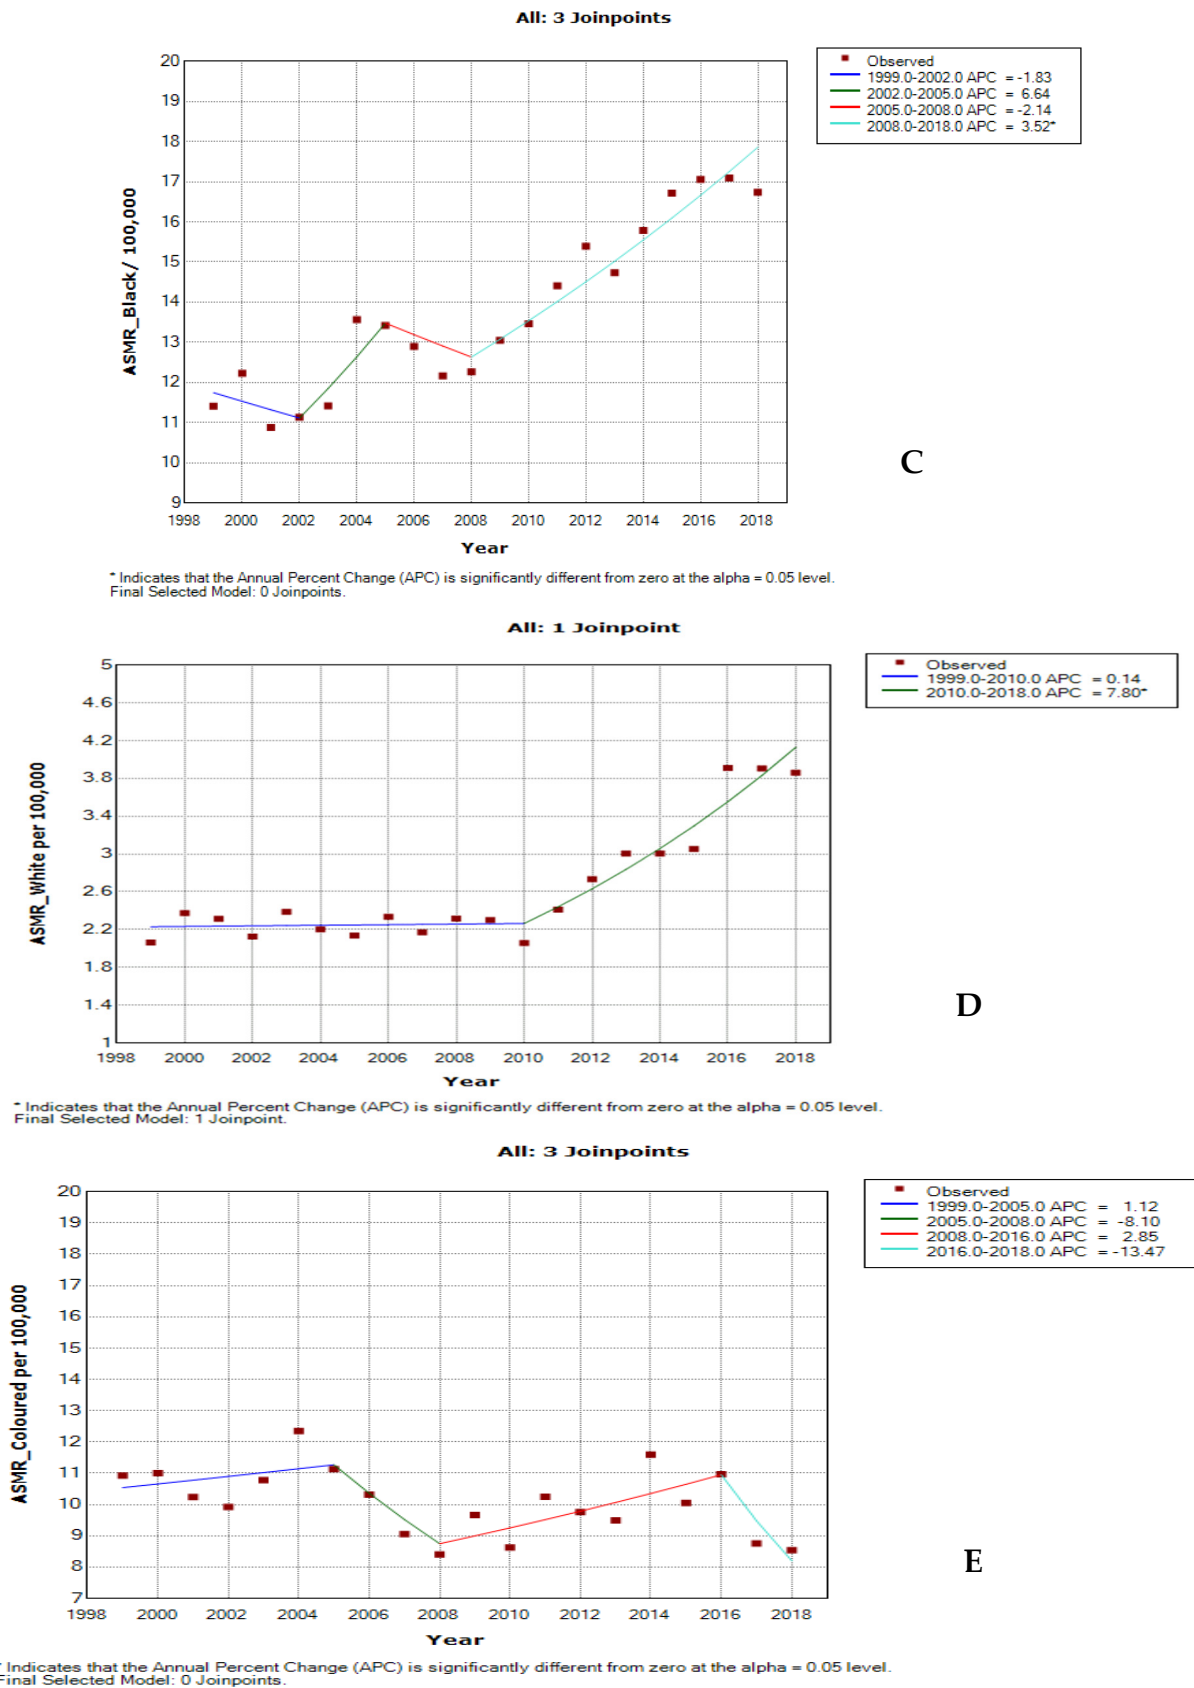 All: 3 Joinpoints
Observed
1999.0-2002.0 APC = -1.83
2002.0-2005.0 APC = 6.64
2005.0-2008.0 APC = -2.14
2008.0-2018.0 APC = 3.52*
ASMR_Black/ 100,000
20
19
18
17
16
15
14
13
12
11
10
9
1998 2000 2002 2004 2006 2008 2010 2012 2014 2016 2018
Year
C
* Indicates that the Annual Percent Change (APC) is significantly different from zero at the alpha = 0.05 level.
Final Selected Model: 0 Joinpoints.
All: 1 Joinpoint
Observed
1999.0-2010.0 APC = 0.14
2010.0-2018.0 APC = 7.80*
ASMR_White per 100,000
5
4.6
4.2
3.8
3.4
3
2.6
2.2
1.8
1.4
1
1998 2000 2002 2004 2006 2008 2010 2012 2014 2016 2018
Year
D
* Indicates that the Annual Percent Change (APC) is significantly different from zero at the alpha = 0.05 level.
Final Selected Model: 1 Joinpoint.
All: 3 Joinpoints
Observed
1999.0-2005.0 APC = 1.12
2005.0-2008.0 APC = -8.10
2008.0-2016.0 APC = 2.85
2016.0-2018.0 APC = -13.47
ASMR_Coloured per 100,000
20
19
18
17
16
15
14
13
12
11
10
9
8
7
1998 2000 2002 2004 2006 2008 2010 2012 2014 2016 2018
Year
E
* Indicates that the Annual Percent Change (APC) is significantly different from zero at the alpha = 0.05 level.
Final Selected Model: 0 Joinpoints.